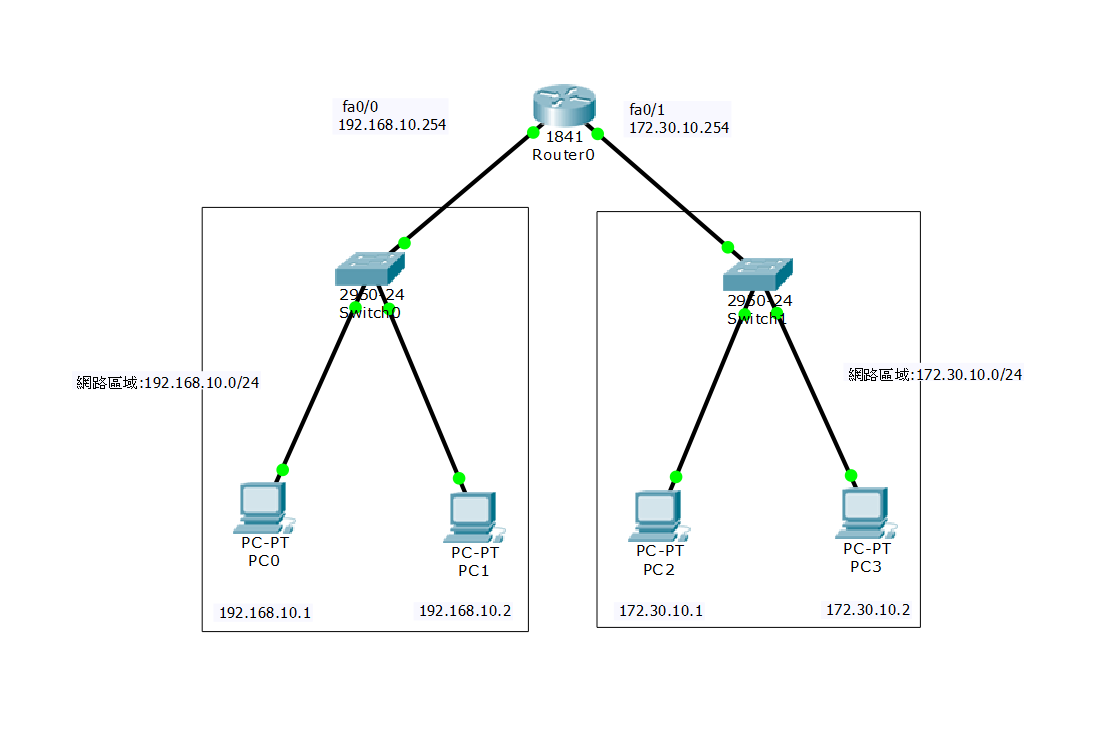 fa0/0
192.168.10.254
fa0/1
172.30.10.254
1841
Router0
2950-24
Switch0
2950-24
Switch1
網路區域:192.168.10.0/24
網路區域:172.30.10.0/24
PC-PT
PC0
PC-PT
PC1
PC-PT
PC2
PC-PT
PC3
192.168.10.1
192.168.10.2
172.30.10.1
172.30.10.2